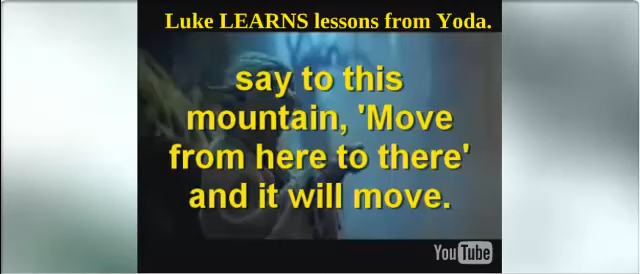 Luke LEARNS lessons from Yoda.
say to this
mountain, 'Move
from here to there'
and it will move.
YouTube